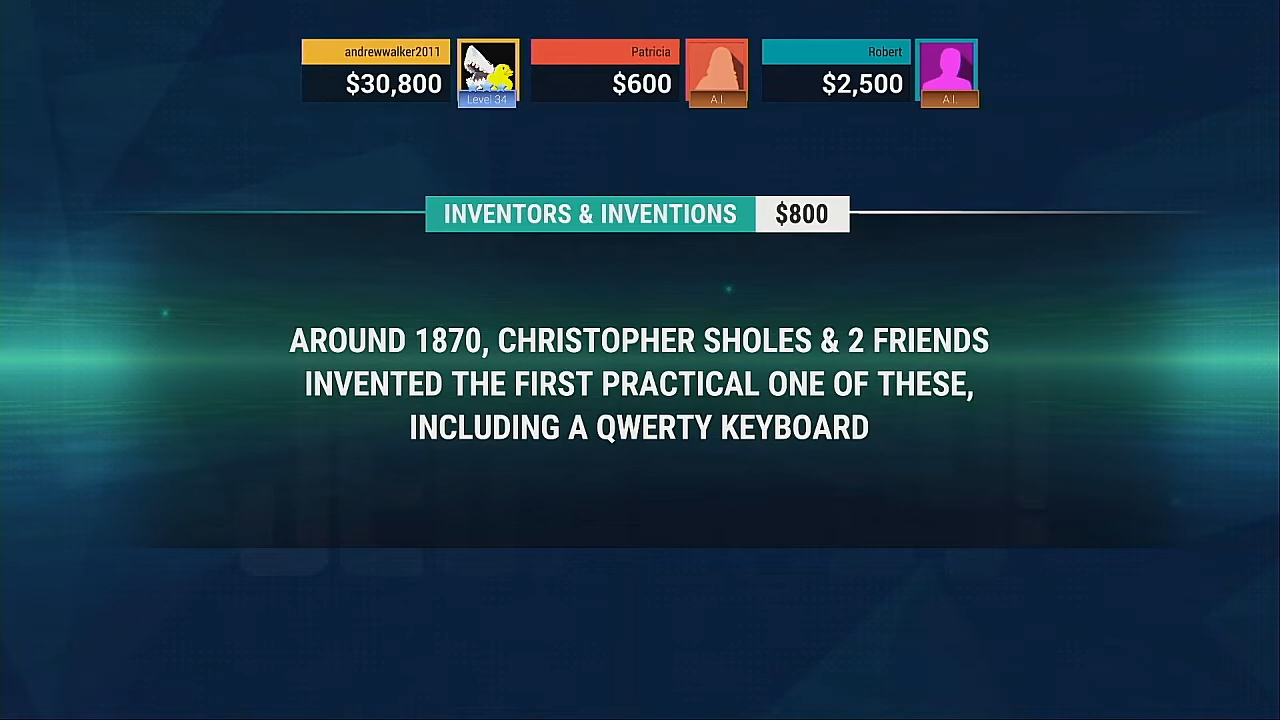 andrewwalker2011 Patricia Robert
$30,800 $600 $2,500
Level 34 A.I. A.I.
INVENTORS & INVENTIONS $800
AROUND 1870, CHRISTOPHER SHOLES & 2 FRIENDS
INVENTED THE FIRST PRACTICAL ONE OF THESE,
INCLUDING A QWERTY KEYBOARD